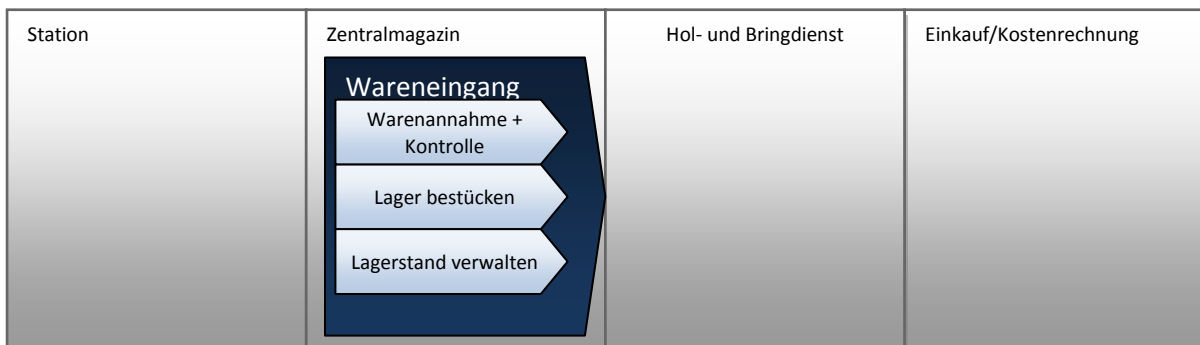 Station
Zentralmagazin
Hol- und Bringdienst
Einkauf/Kostenrechnung
Wareneingang
Warenannahme +
Kontrolle
Lager bestücken
Lagerstand verwalten